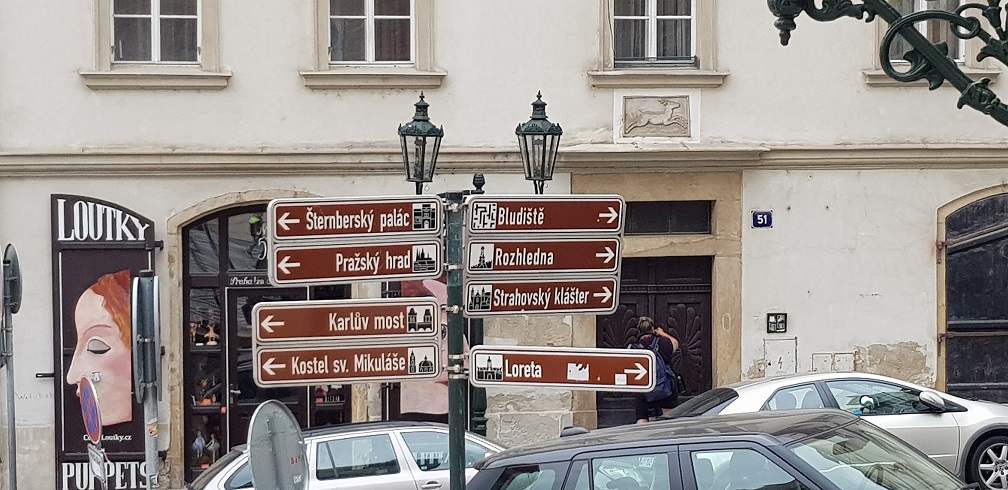 LOUTKY
Šternberský palác
Pražský hrad
Karlův most
Kostel sv. Mikuláše
Bludiště
Rozhledna
Strahovský klášter
Loreta
51
PUPPETS